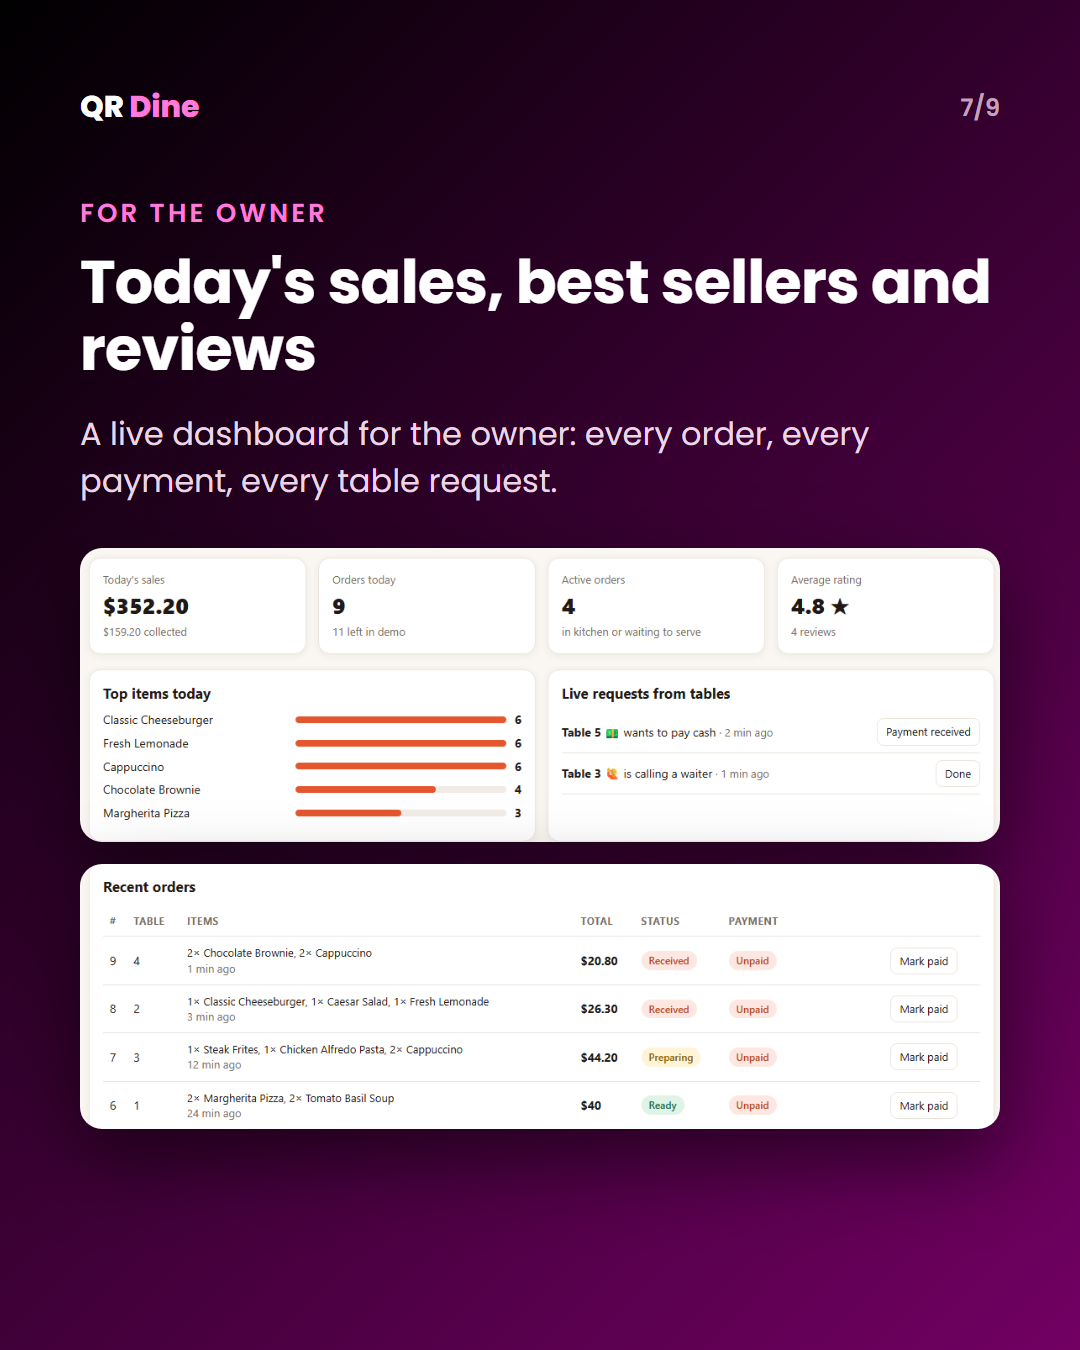 QR Dine
7/9
FOR THE OWNER
Today's sales, best sellers and
reviews
A live dashboard for the owner: every order, every
payment, every table request.
Today's sales
$352.20
$159.20 collected
Orders today
9
11 left in demo
Active orders
4
in kitchen or waiting to serve
Average rating
4.8 ★
4 reviews
Top items today
Classic Cheeseburger 6
Fresh Lemonade 6
Cappuccino 6
Chocolate Brownie 4
Margherita Pizza 3
Live requests from tables
Table 5 💵 wants to pay cash · 2 min ago Payment received
Table 3 👋 is calling a waiter · 1 min ago Done
Recent orders
# TABLE ITEMS TOTAL STATUS PAYMENT
9 4 2× Chocolate Brownie, 2× Cappuccino $20.80 Received Unpaid Mark paid
1 min ago
8 2 1× Classic Cheeseburger, 1× Caesar Salad, 1× Fresh Lemonade $26.30 Received Unpaid Mark paid
3 min ago
7 3 1× Steak Frites, 1× Chicken Alfredo Pasta, 2× Cappuccino $44.20 Preparing Unpaid Mark paid
12 min ago
6 1 2× Margherita Pizza, 2× Tomato Basil Soup $40 Ready Unpaid Mark paid
24 min ago